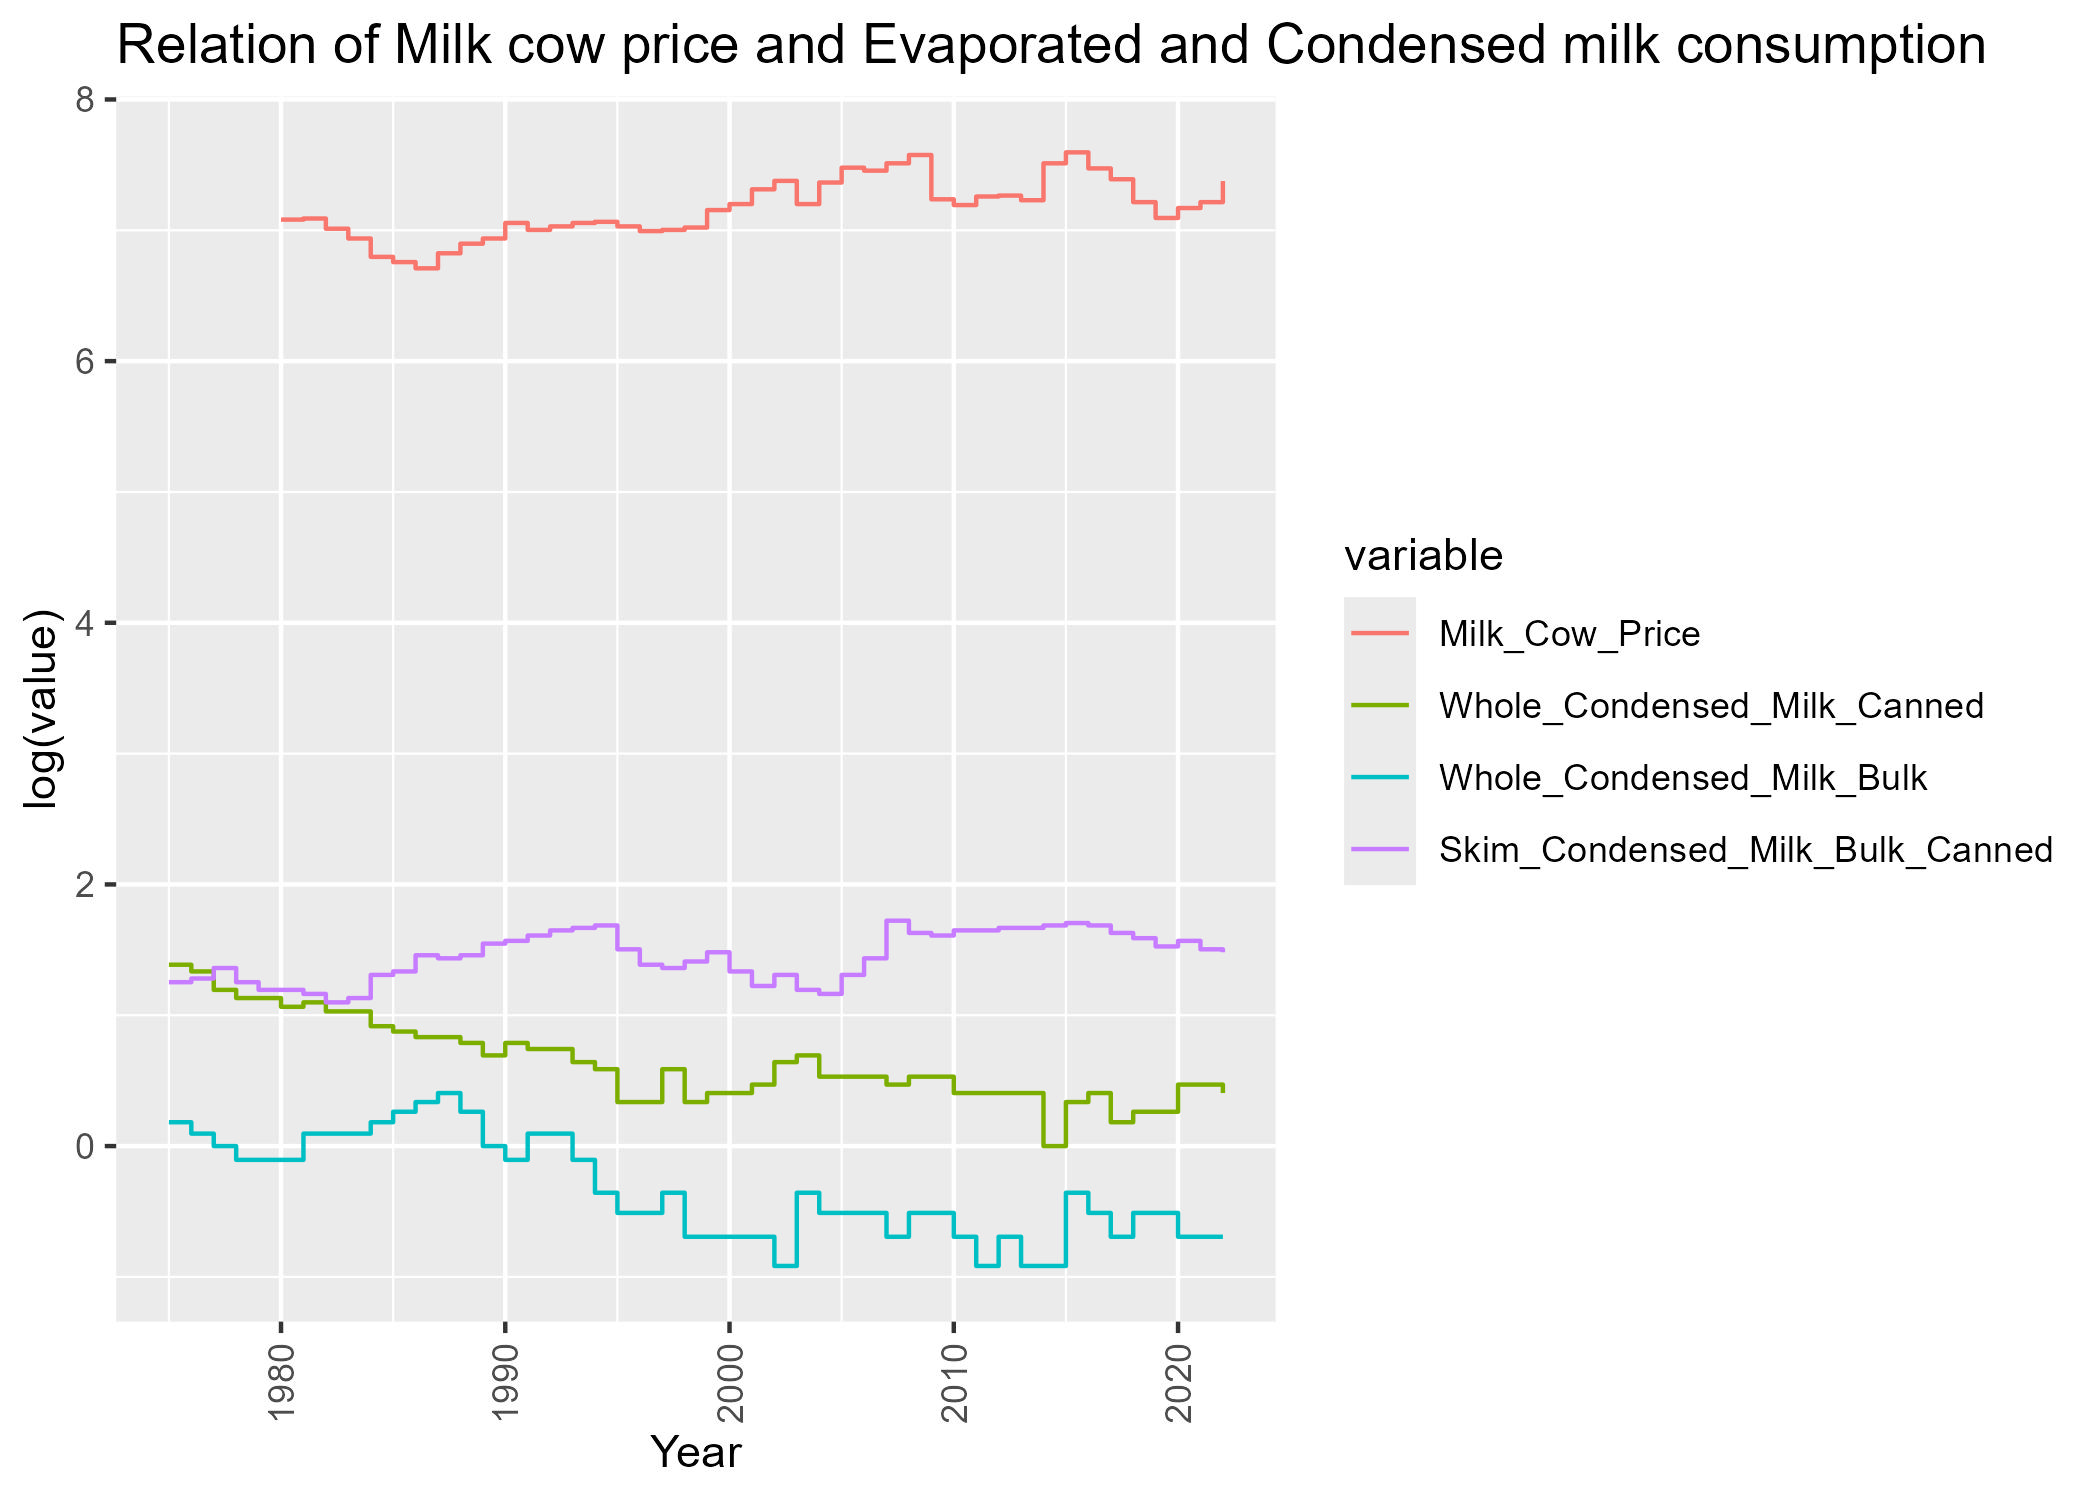 Relation of Milk cow price and Evaporated and Condensed milk consumption
8
6
4
2
0
log(value)
1980
1990
2000
2010
2020
Year
variable
Milk_Cow_Price
Whole_Condensed_Milk_Canned
Whole_Condensed_Milk_Bulk
Skim_Condensed_Milk_Bulk_Canned